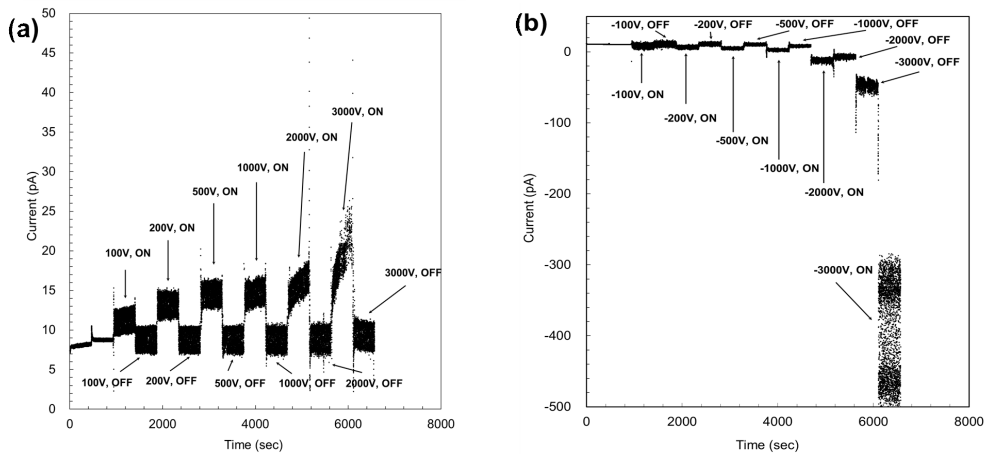 (a)
50
45
40
35
30
25
20
15
10
5
0
Current (pA)
3000V, ON
2000V, ON
1000V, ON
500V, ON
200V, ON
100V, ON
3000V, OFF
100V, OFF
200V, OFF
500V, OFF
1000V, OFF
2000V, OFF
0
2000
4000
6000
8000
Time (sec)
(b)
0
-100
-200
-300
-400
-500
Current (pA)
-100V, OFF
-200V, OFF
-500V, OFF
-1000V, OFF
-2000V, OFF
-3000V, OFF
-100V, ON
-200V, ON
-500V, ON
-1000V, ON
-2000V, ON
-3000V, ON
0
2000
4000
6000
8000
Time (sec)